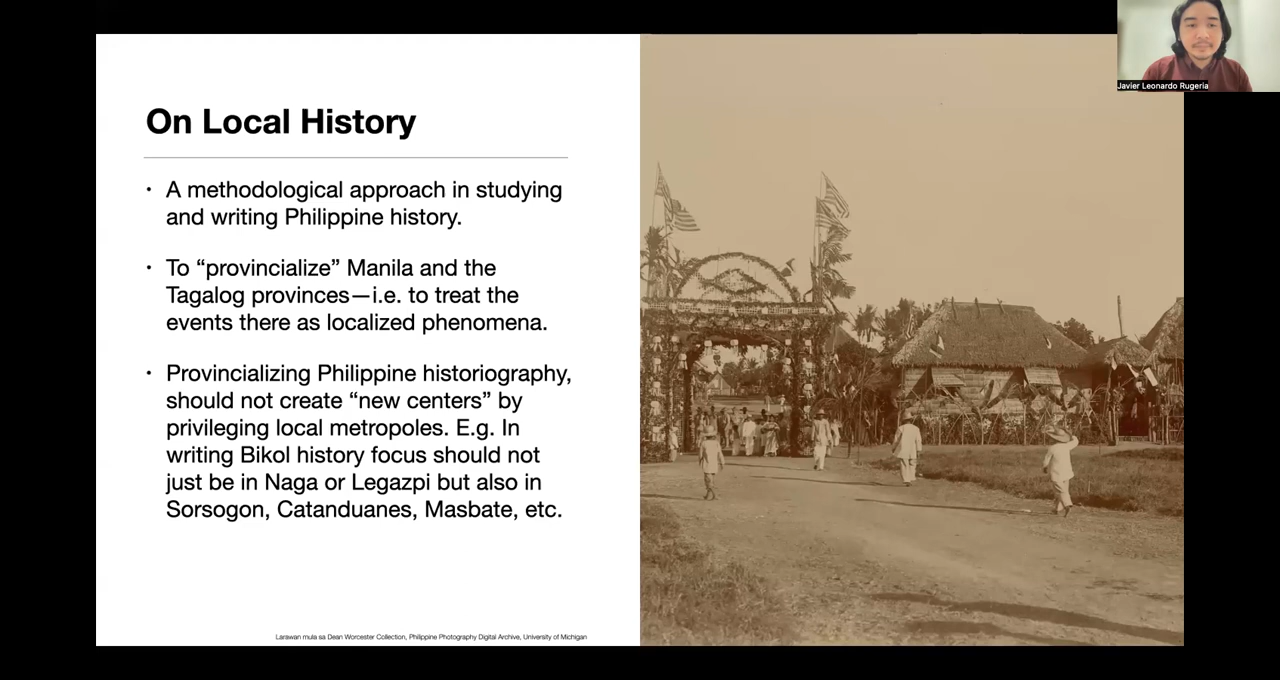 Javier Leonardo Rugeria
On Local History
• A methodological approach in studying
and writing Philippine history.
• To “provincialize” Manila and the
Tagalog provinces—i.e. to treat the
events there as localized phenomena.
• Provincializing Philippine historiography,
should not create “new centers” by
privileging local metropoles. E.g. In
writing Bikol history focus should not
just be in Naga or Legazpi but also in
Sorsogon, Catanduanes, Masbate, etc.
Larawan mula sa Dean Worcester Collection, Philippine Photography Digital Archive, University of Michigan